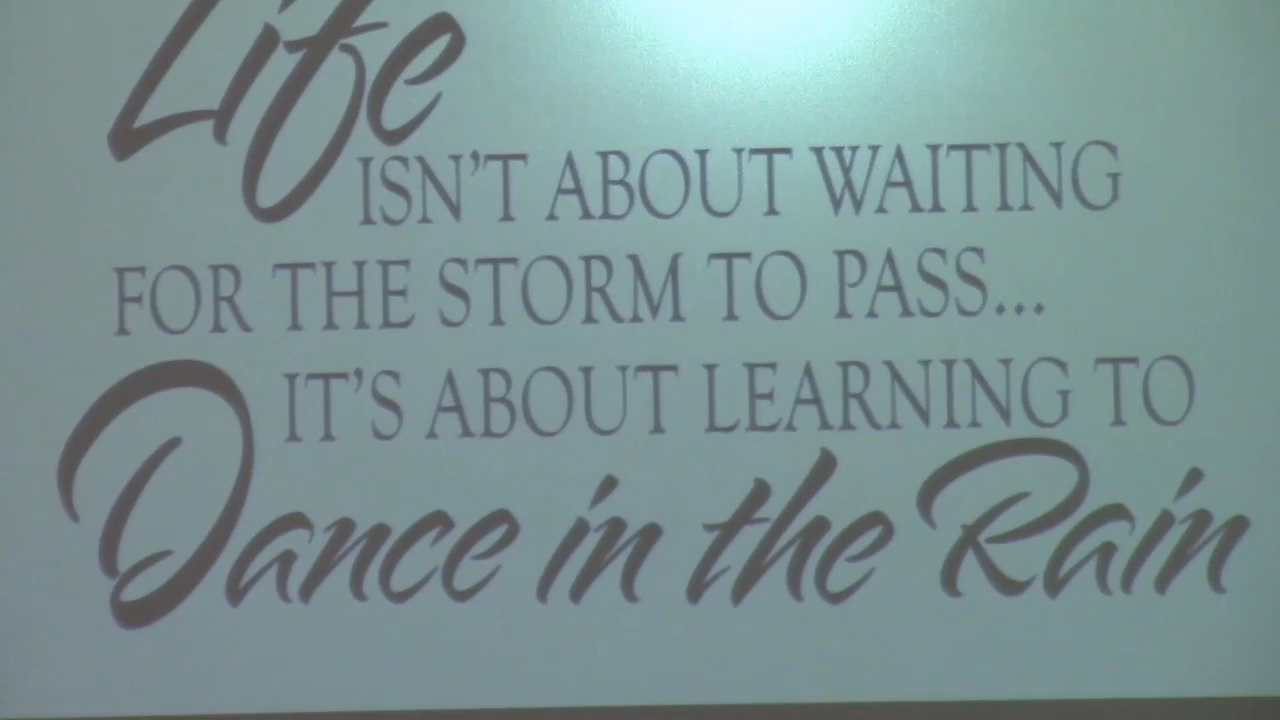 Life
ISN'T ABOUT WAITING
FOR THE STORM TO PASS...
IT'S ABOUT LEARNING TO
Dance in the Rain